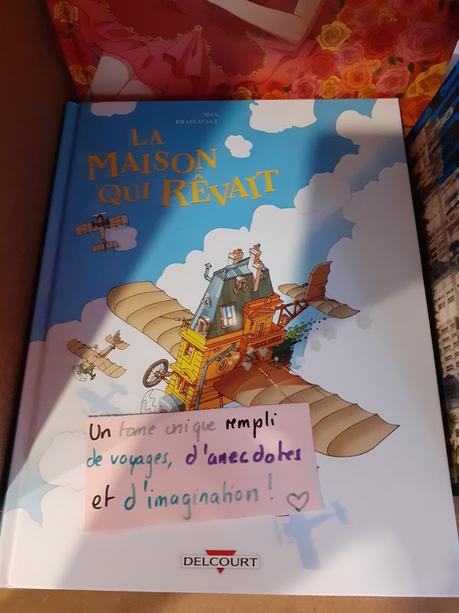 MAX
BRASLAVSKY
LA
MAISON
QUI RÊVAIT
Un tome unique rempli
de voyages, d'anecdotes
et d'imagination ! ♡
DELCOURT